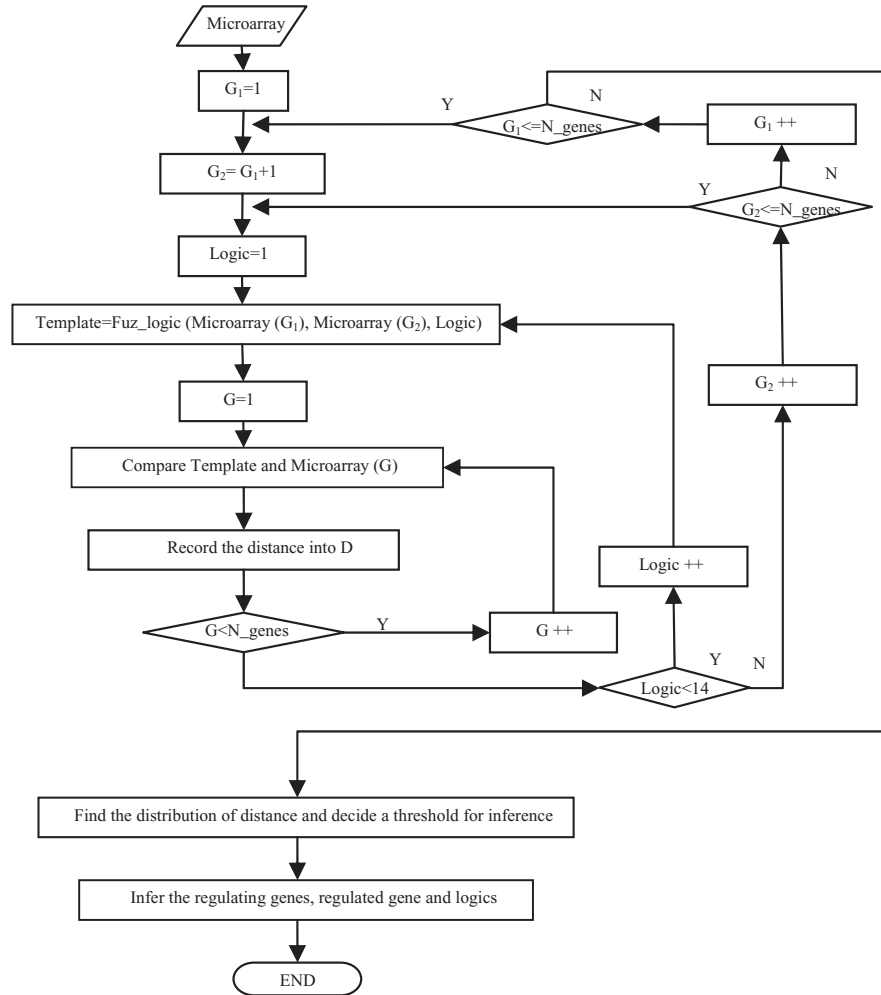 Microarray
G₁=1
Y
N
G₁<=N_genes
G₁ ++
G₂= G₁+1
Y
N
G₂<=N_genes
Logic=1
Template=Fuz_logic (Microarray (G₁), Microarray (G₂), Logic)
G₂ ++
G=1
Compare Template and Microarray (G)
Record the distance into D
Logic ++
G<N_genes
Y
G ++
Y
N
Logic<14
Find the distribution of distance and decide a threshold for inference
Infer the regulating genes, regulated gene and logics
END